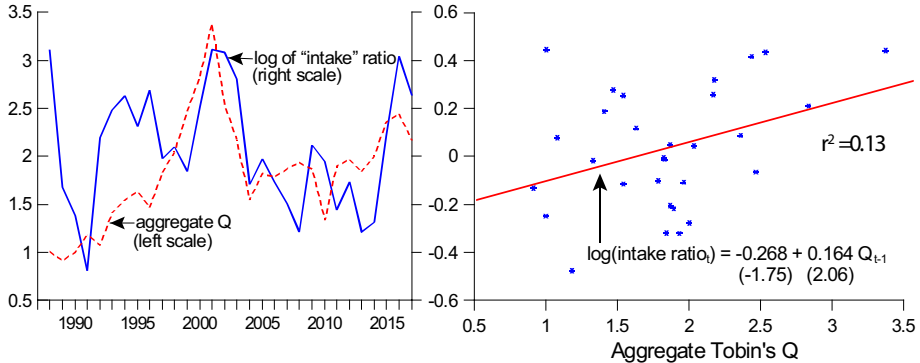 3.5
3
2.5
2
1.5
1
0.5
1990 1995 2000 2005 2010 2015
log of “intake” ratio
(right scale)
aggregate Q
(left scale)
0.6
0.4
0.2
0
-0.2
-0.4
-0.6
0.5 1 1.5 2 2.5 3 3.5
Aggregate Tobin's Q
r² =0.13
log(intake ratioₜ) = -0.268 + 0.164 Qₜ₋₁
(-1.75) (2.06)